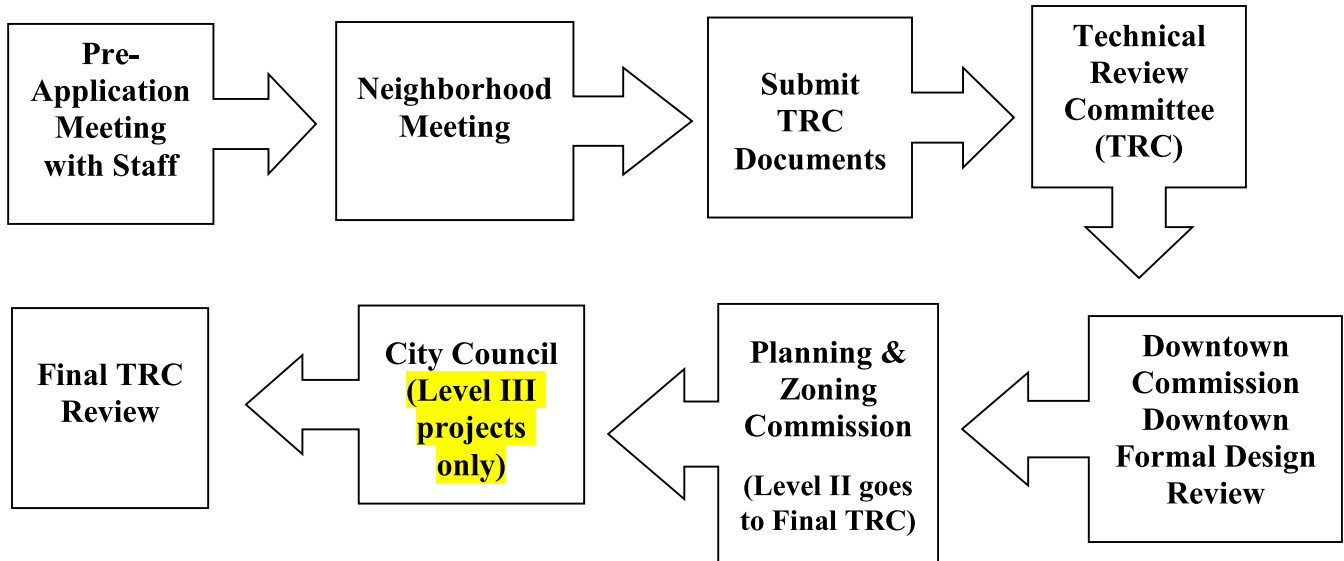 Pre-
Application
Meeting
with Staff
Neighborhood
Meeting
Submit
TRC
Documents
Technical
Review
Committee
(TRC)
Downtown
Commission
Downtown
Formal Design
Review
Planning &
Zoning
Commission
(Level II goes
to Final TRC)
City Council
(Level III
projects
only)
Final TRC
Review